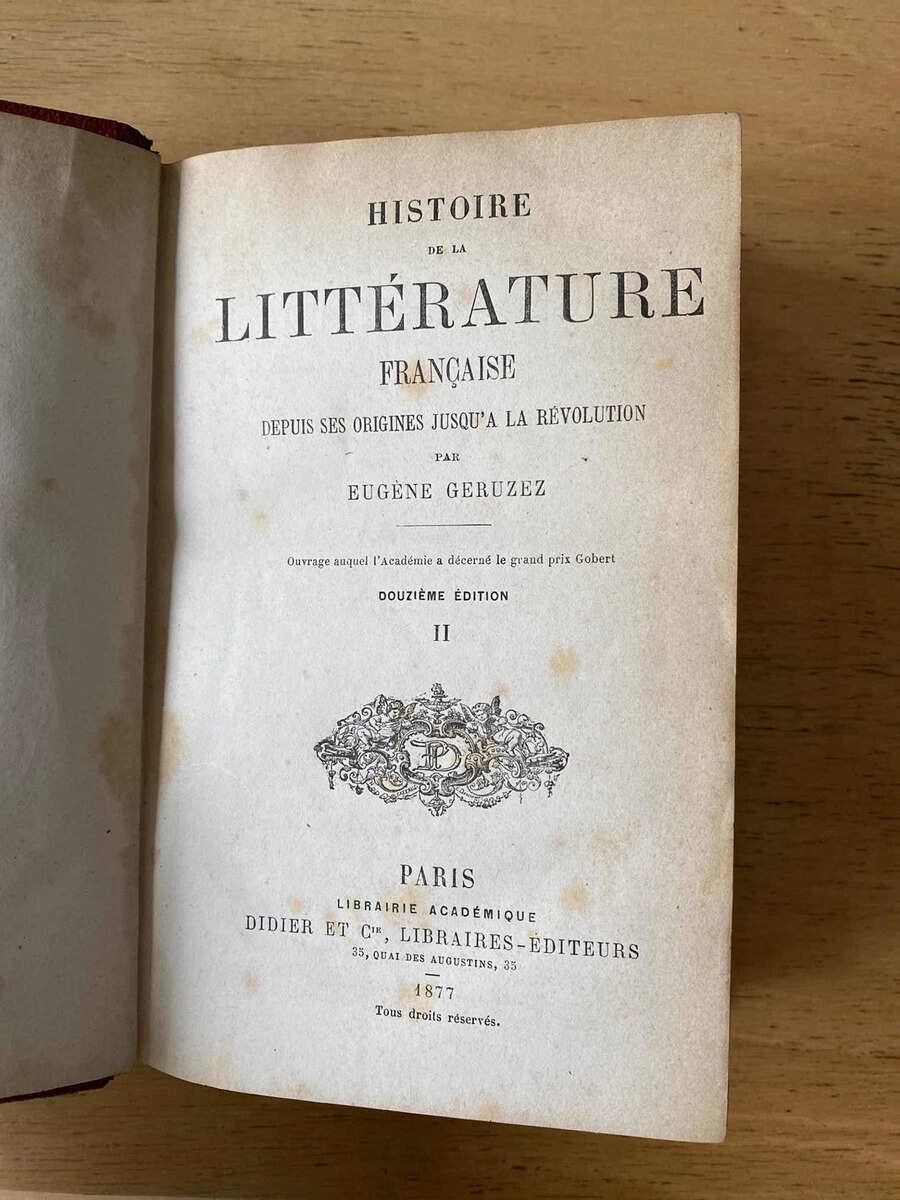 HISTOIRE
DE LA
LITTÉRATURE
FRANÇAISE
DEPUIS SES ORIGINES JUSQU'A LA RÉVOLUTION
PAR
EUGÈNE GERUZEZ
Ouvrage auquel l'Académie a décerné le grand prix Gobert
DOUZIÈME ÉDITION
II
PARIS
LIBRAIRIE ACADÉMIQUE
DIDIER ET Cie, LIBRAIRES-ÉDITEURS
35, QUAI DES AUGUSTINS, 35
1877
Tous droits réservés.